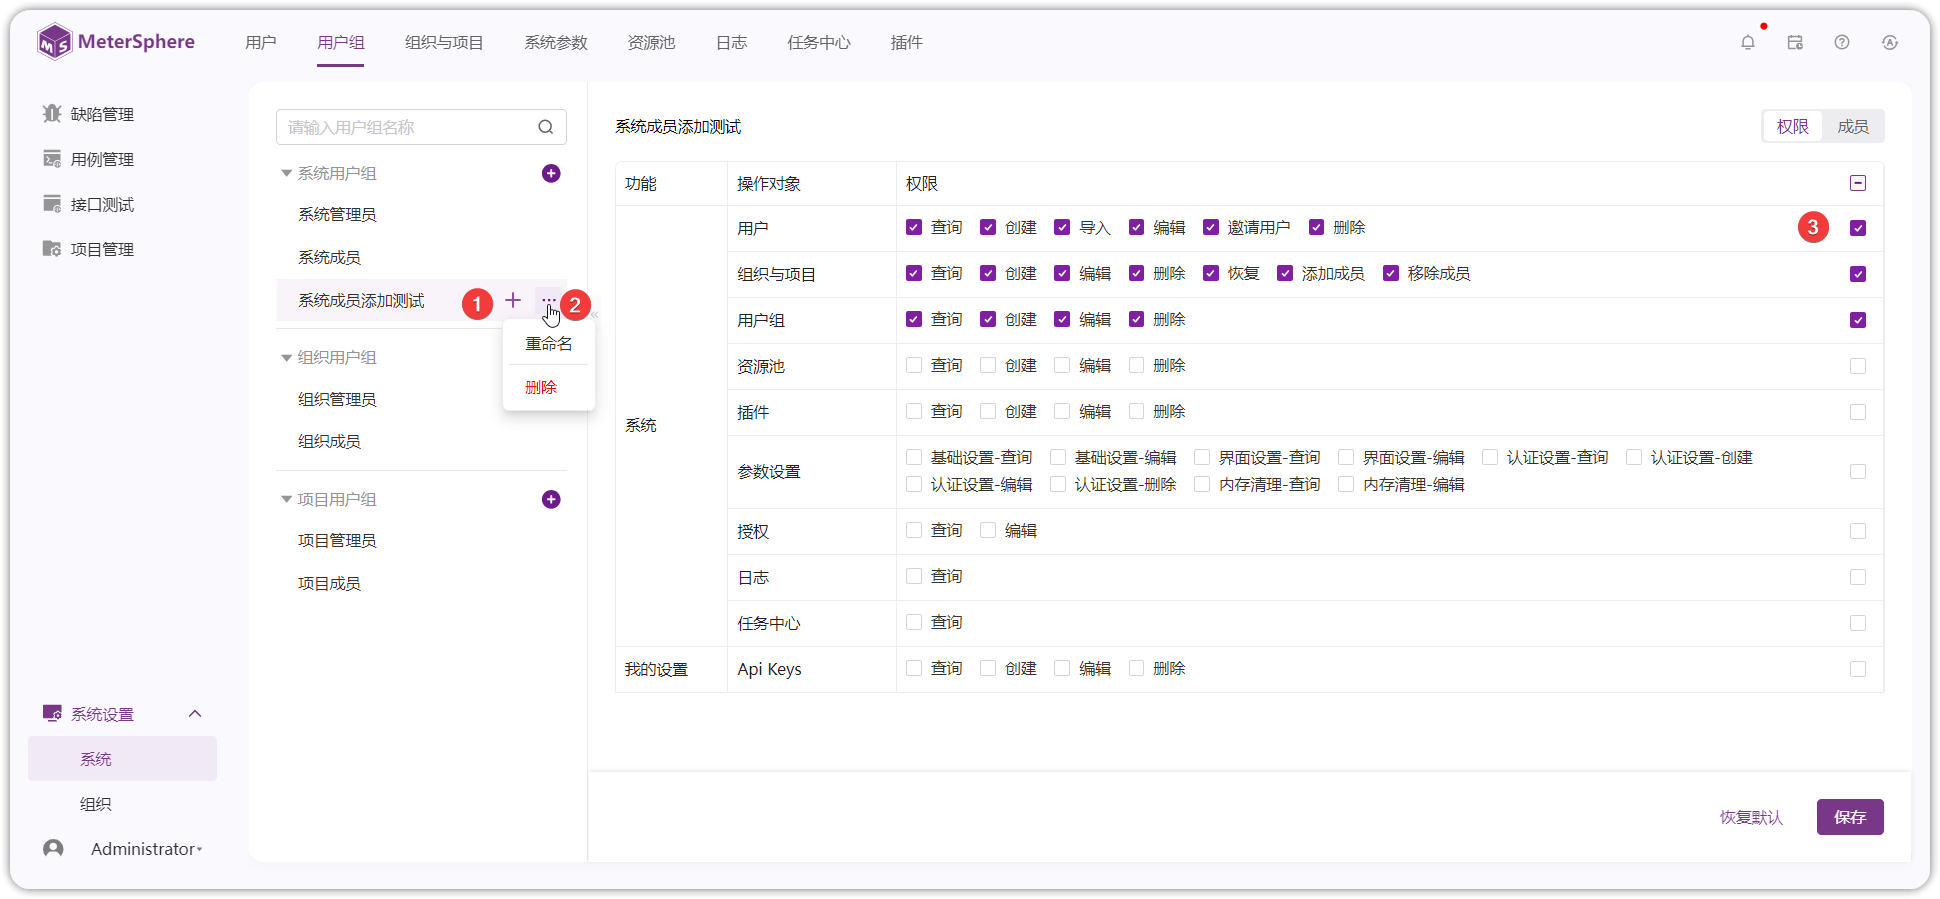 MeterSphere
用户 用户组 组织与项目 系统参数 资源池 日志 任务中心 插件
缺陷管理
用例管理
接口测试
项目管理
系统设置
系统
组织
Administrator
请输入用户组名称
系统用户组
系统管理员
系统成员
系统成员添加测试 1 2
重命名
删除
组织用户组
组织管理员
组织成员
项目用户组
项目管理员
项目成员
系统成员添加测试 权限 成员
功能 操作对象 权限
系统
用户 查询 创建 导入 编辑 邀请用户 删除 3
组织与项目 查询 创建 编辑 删除 恢复 添加成员 移除成员
用户组 查询 创建 编辑 删除
资源池 查询 创建 编辑 删除
插件 查询 创建 编辑 删除
参数设置 基础设置-查询 基础设置-编辑 界面设置-查询 界面设置-编辑 认证设置-查询 认证设置-创建
认证设置-编辑 认证设置-删除 内存清理-查询 内存清理-编辑
授权 查询 编辑
日志 查询
任务中心 查询
我的设置 Api Keys 查询 创建 编辑 删除
恢复默认 保存